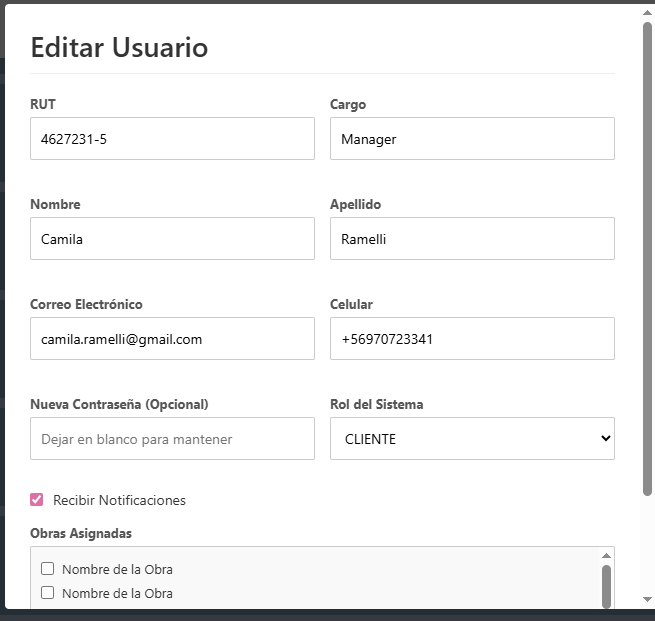 Editar Usuario
RUT Cargo
4627231-5 Manager
Nombre Apellido
Camila Ramelli
Correo Electrónico Celular
camila.ramelli@gmail.com +56970723341
Nueva Contraseña (Opcional) Rol del Sistema
Dejar en blanco para mantener CLIENTE
Recibir Notificaciones
Obras Asignadas
Nombre de la Obra
Nombre de la Obra